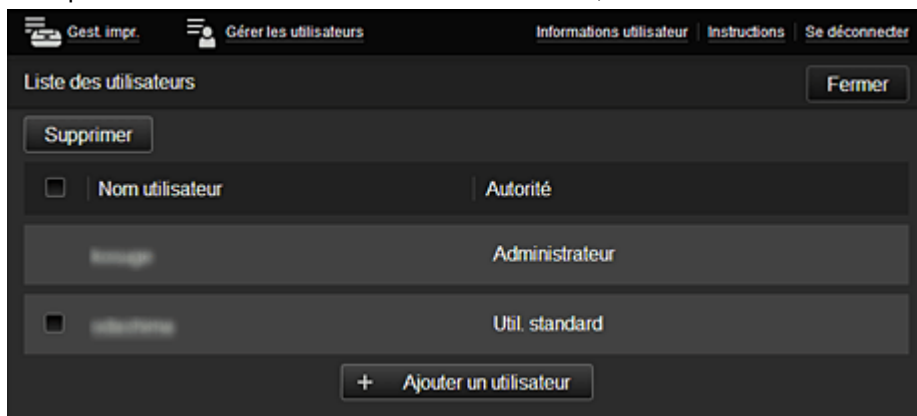 Gest. impr. Gérer les utilisateurs Informations utilisateur Instructions Se déconnecter
Liste des utilisateurs Fermer
Supprimer
Nom utilisateur Autorité
Administrateur
Util. standard
+ Ajouter un utilisateur